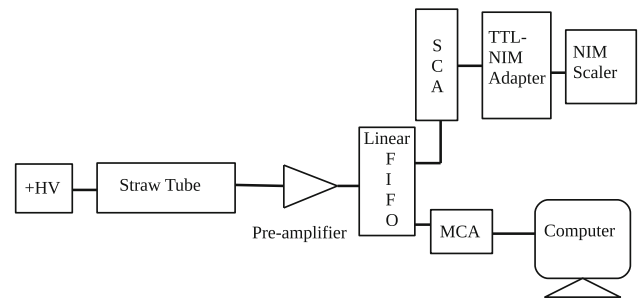 +HV
Straw Tube
Pre-amplifier
Linear
F
I
F
O
S
C
A
TTL-
NIM
Adapter
NIM
Scaler
MCA
Computer